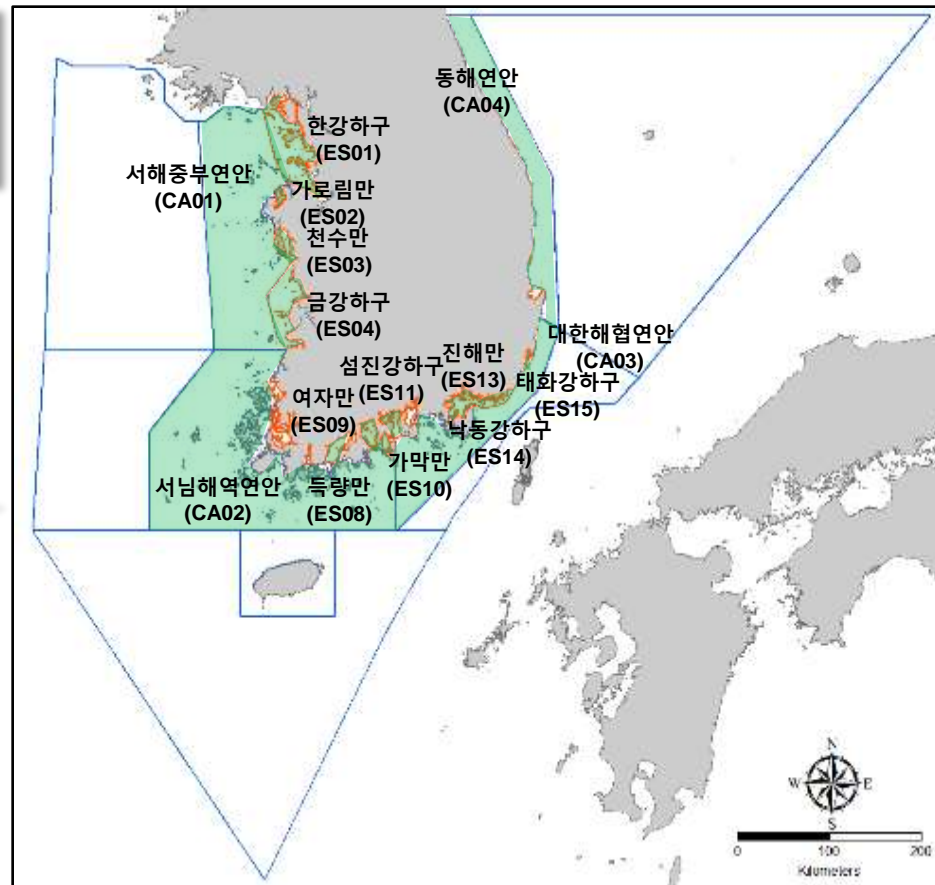 동해연안
(CA04)
한강하구
(ES01)
서해중부연안
(CA01)
가로림만
(ES02)
천수만
(ES03)
금강하구
(ES04)
대한해협연안
(CA03)
진해만
(ES13)
섬진강하구
(ES11)
태화강하구
(ES15)
여자만
(ES09)
낙동강하구
(ES14)
가막만
(ES10)
서남해역연안
(CA02)
득량만
(ES08)
N
W
E
S
0
100
200
Kilometers